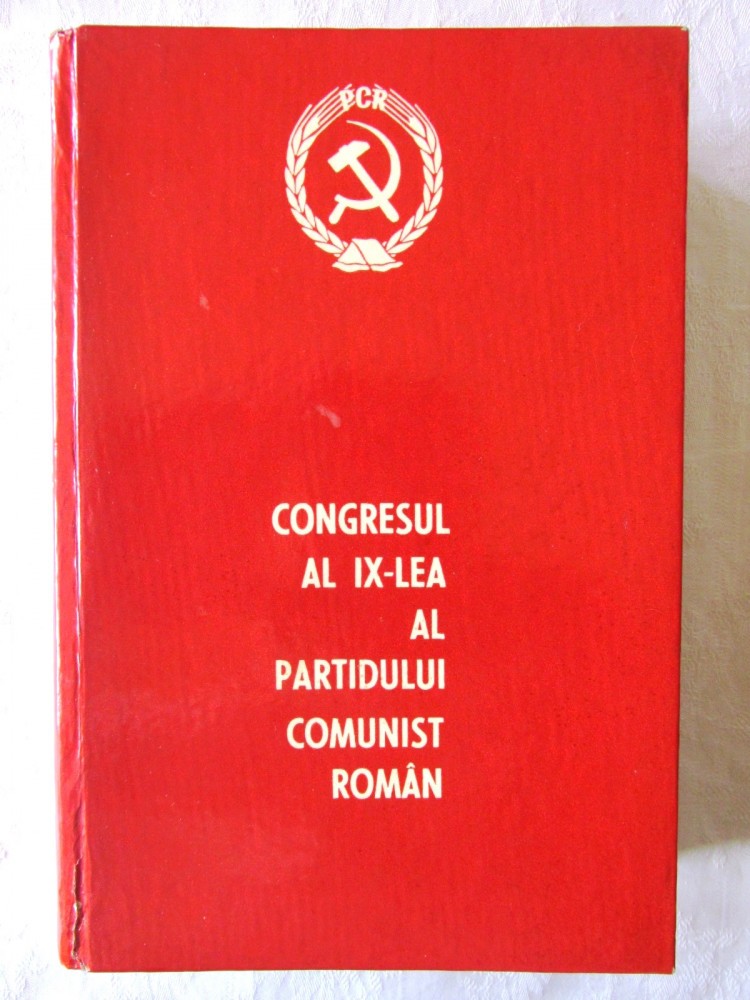 PCR
CONGRESUL
AL IX-LEA
AL
PARTIDULUI
COMUNIST
ROMÂN